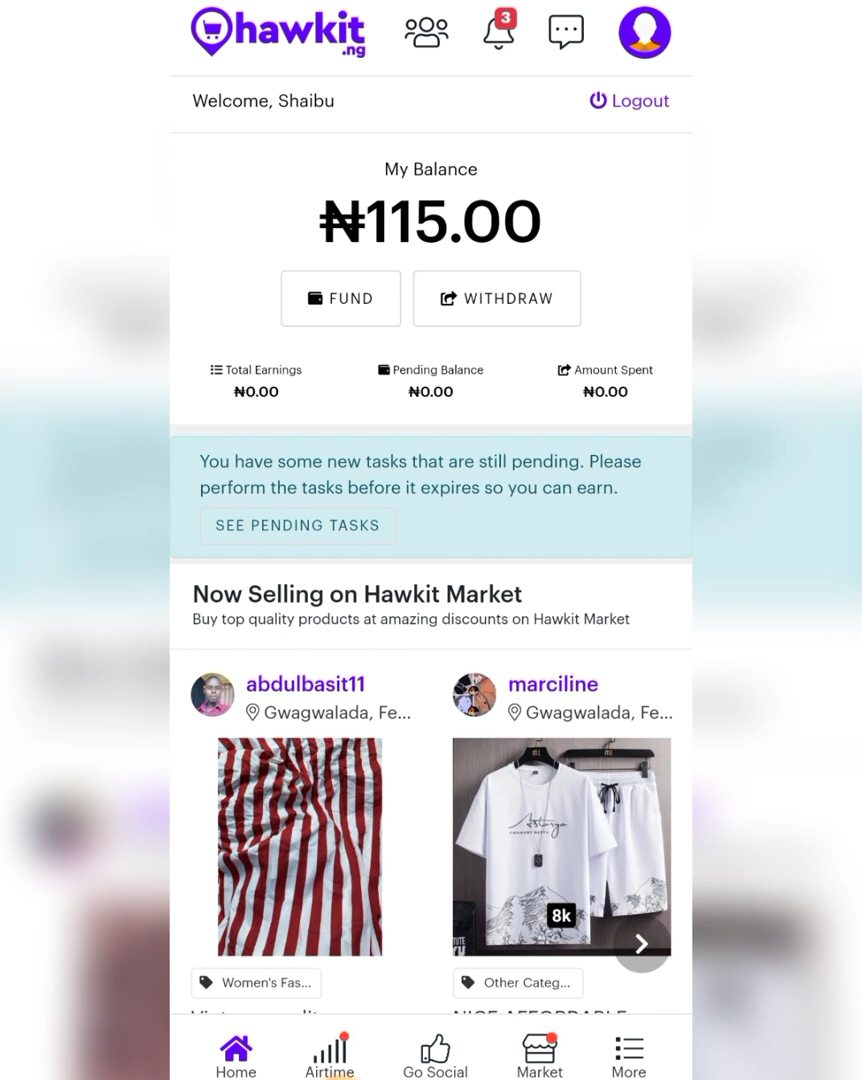 hawkit
.ng
3
Welcome, Shaibu
Logout
My Balance
₦115.00
FUND
WITHDRAW
Total Earnings
Pending Balance
Amount Spent
₦0.00
₦0.00
₦0.00
You have some new tasks that are still pending. Please
perform the tasks before it expires so you can earn.
SEE PENDING TASKS
Now Selling on Hawkit Market
Buy top quality products at amazing discounts on Hawkit Market
abdulbasit11
Gwagwalada, Fe...
marciline
Gwagwalada, Fe...
8k
Women's Fas...
Other Categ...
Home
Airtime
Go Social
Market
More